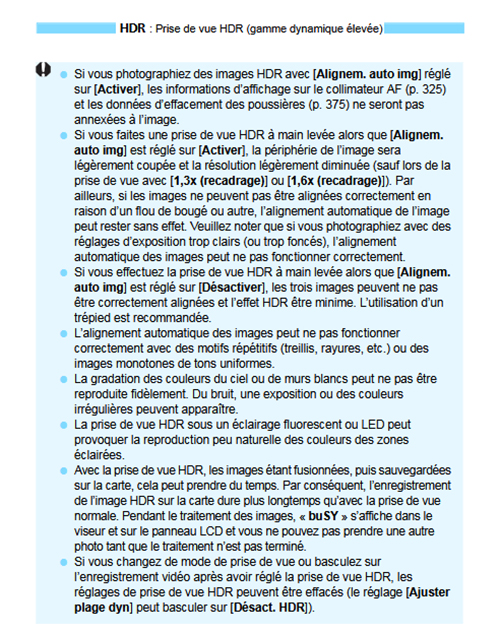 HDR : Prise de vue HDR (gamme dynamique élevée)
Si vous photographiez des images HDR avec [Alignem. auto img] réglé
sur [Activer], les informations d'affichage sur le collimateur AF (p. 325)
et les données d'effacement des poussières (p. 375) ne seront pas
annexées à l'image.
Si vous faites une prise de vue HDR à main levée alors que [Alignem.
auto img] est réglé sur [Activer], la périphérie de l'image sera
légèrement coupée et la résolution légèrement diminuée (sauf lors de la
prise de vue avec [1,3x (recadrage)] ou [1,6x (recadrage)]). Par
ailleurs, si les images ne peuvent pas être alignées correctement en
raison d'un flou de bougé ou autre, l'alignement automatique de l'image
peut rester sans effet. Veuillez noter que si vous photographiez avec des
réglages d'exposition trop clairs (ou trop foncés), l'alignement
automatique des images peut ne pas fonctionner correctement.
Si vous effectuez la prise de vue HDR à main levée alors que [Alignem.
auto img] est réglé sur [Désactiver], les trois images peuvent ne pas
être correctement alignées et l'effet HDR être minime. L'utilisation d'un
trépied est recommandée.
L'alignement automatique des images peut ne pas fonctionner
correctement avec des motifs répétitifs (treillis, rayures, etc.) ou des
images monotones de tons uniformes.
La gradation des couleurs du ciel ou de murs blancs peut ne pas être
reproduite fidèlement. Du bruit, une exposition ou des couleurs
irrégulières peuvent apparaître.
La prise de vue HDR sous un éclairage fluorescent ou LED peut
provoquer la reproduction peu naturelle des couleurs des zones
éclairées.
Avec la prise de vue HDR, les images étant fusionnées, puis sauvegardées
sur la carte, cela peut prendre du temps. Par conséquent, l'enregistrement
de l'image HDR sur la carte dure plus longtemps qu'avec la prise de vue
normale. Pendant le traitement des images, « buSY » s'affiche dans le
viseur et sur le panneau LCD et vous ne pouvez pas prendre une autre
photo tant que le traitement n'est pas terminé.
Si vous changez de mode de prise de vue ou basculez sur
l'enregistrement vidéo après avoir réglé la prise de vue HDR, les
réglages de prise de vue HDR peuvent être effacés (le réglage [Ajuster
plage dyn] peut basculer sur [Désact. HDR]).